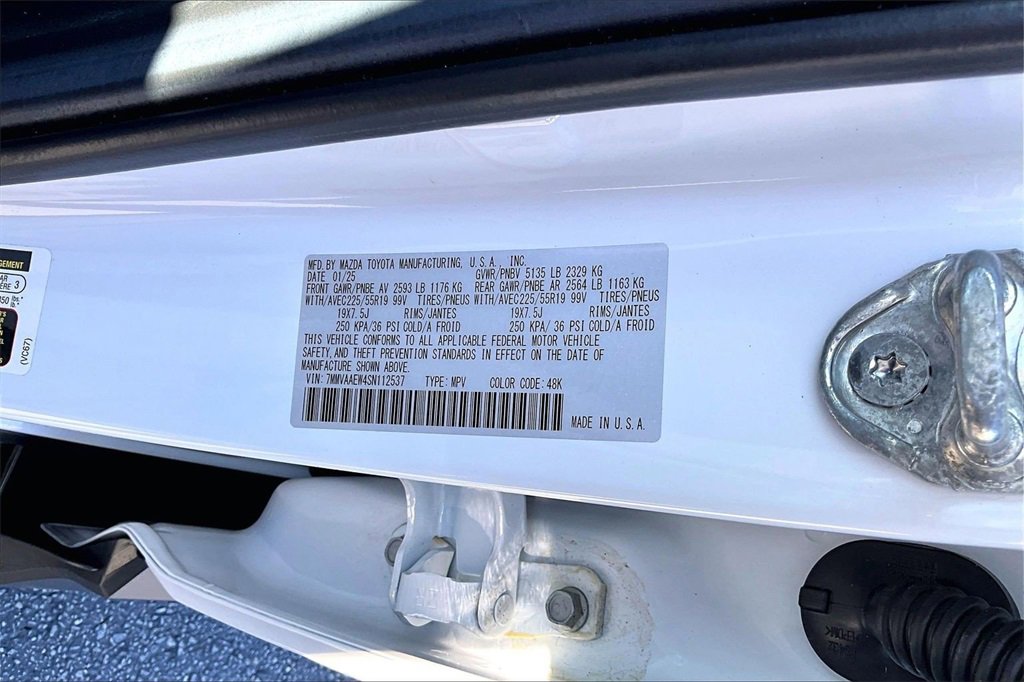 MFD. BY MAZDA TOYOTA MANUFACTURING, U.S.A., INC.
DATE 01/25 GVWR/PNBV 5135 LB 2329 KG
FRONT GAWR/PNBE AV 2593 LB 1176 KG REAR GAWR/PNBE AR 2564 LB 1163 KG
WITH/AVEC225/55R19 99V TIRES/PNEUS WITH/AVEC225/55R19 99V TIRES/PNEUS
19X7.5J RIMS/JANTES 19X7.5J RIMS/JANTES
250 KPA/ 36 PSI COLD/A FROID 250 KPA/ 36 PSI COLD/A FROID
THIS VEHICLE CONFORMS TO ALL APPLICABLE FEDERAL MOTOR VEHICLE
SAFETY, AND THEFT PREVENTION STANDARDS IN EFFECT ON THE DATE OF
MANUFACTURE SHOWN ABOVE.
VIN: 7MMVAAEW4SN112537 TYPE: MPV COLOR CODE: 48K
MADE IN U.S.A.
3
(VC67)